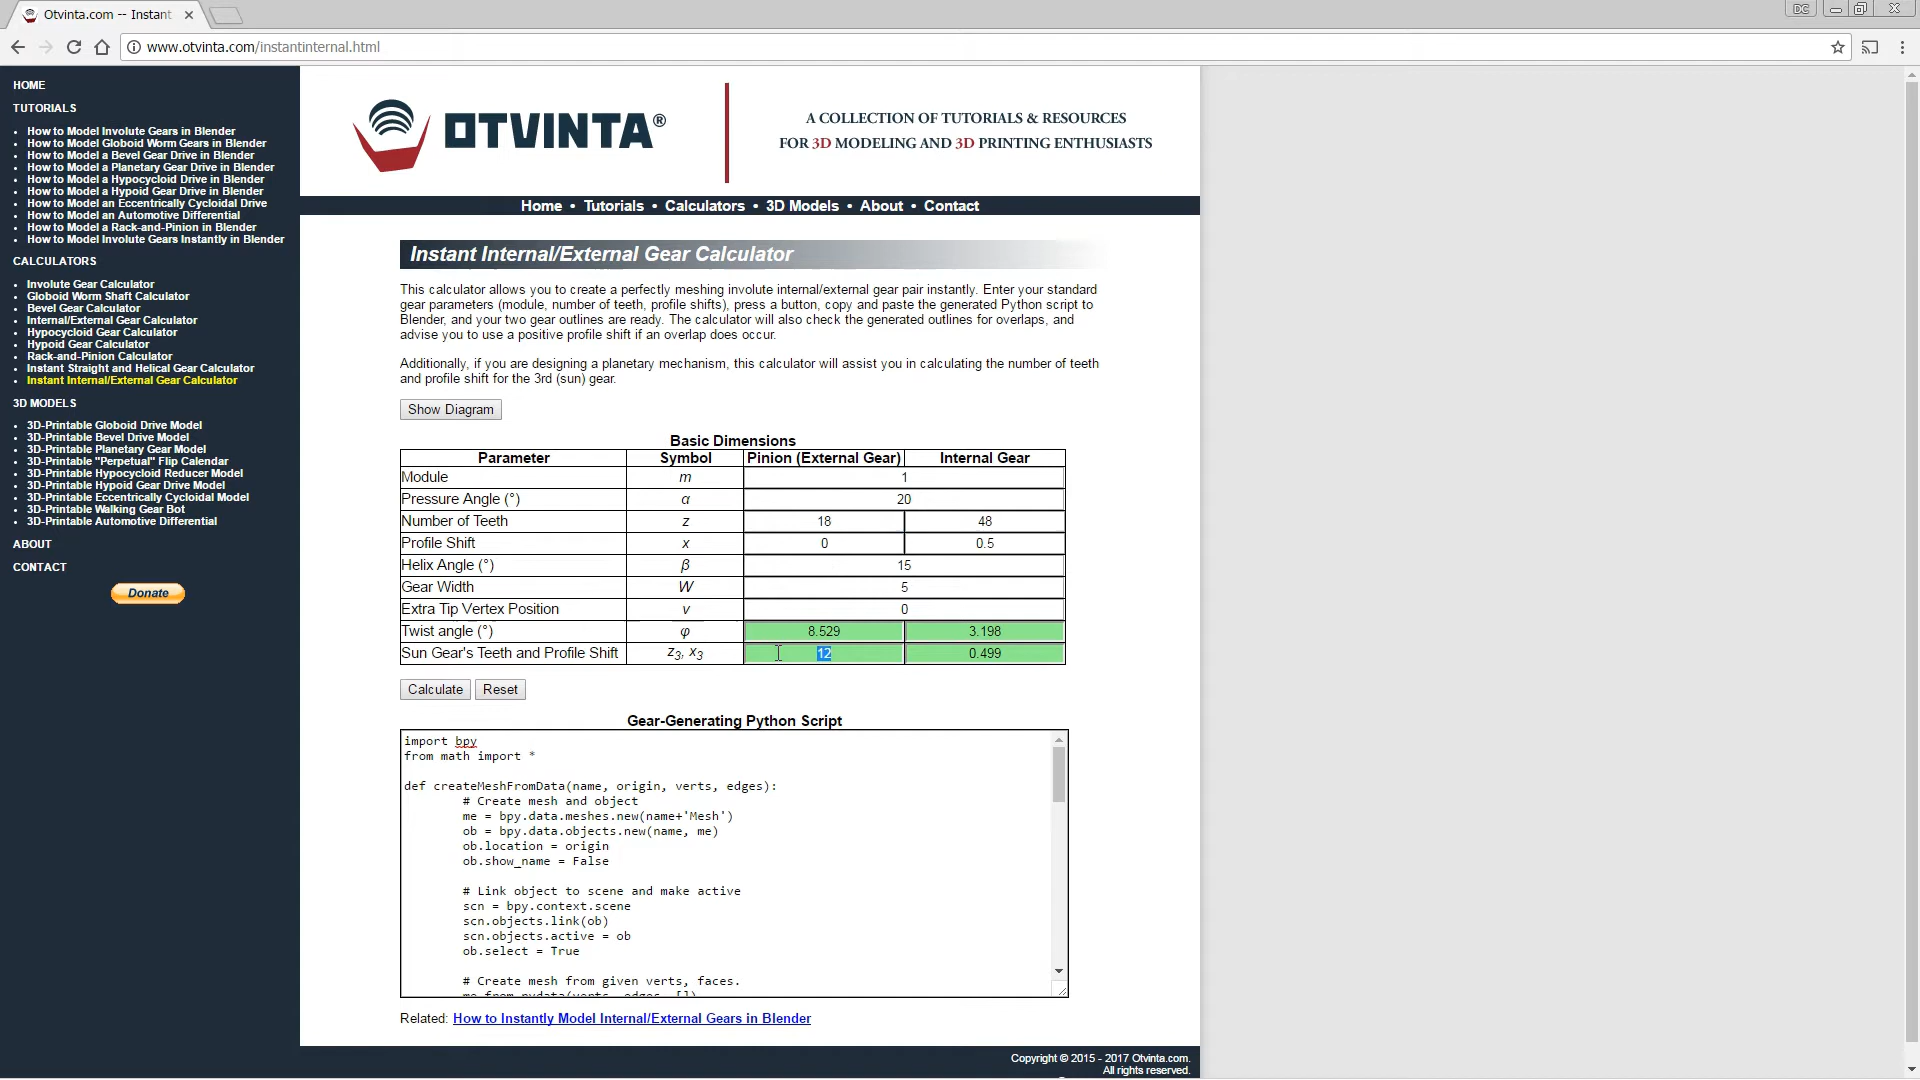 Otvinta.com -- Instant
DC
www.otvinta.com/instantinternal.html
HOME
TUTORIALS
How to Model Involute Gears in Blender
How to Model Globoid Worm Gears in Blender
How to Model a Bevel Gear Drive in Blender
How to Model a Planetary Gear Drive in Blender
How to Model a Hypocycloid Drive in Blender
How to Model a Hypoid Gear Drive in Blender
How to Model an Eccentrically Cycloidal Drive
How to Model an Automotive Differential
How to Model a Rack-and-Pinion in Blender
How to Model Involute Gears Instantly in Blender
CALCULATORS
Involute Gear Calculator
Globoid Worm Shaft Calculator
Bevel Gear Calculator
Internal/External Gear Calculator
Hypocycloid Gear Calculator
Hypoid Gear Calculator
Rack-and-Pinion Calculator
Instant Straight and Helical Gear Calculator
Instant Internal/External Gear Calculator
3D MODELS
3D-Printable Globoid Drive Model
3D-Printable Bevel Drive Model
3D-Printable Planetary Gear Model
3D-Printable "Perpetual" Flip Calendar
3D-Printable Hypocycloid Reducer Model
3D-Printable Hypoid Gear Drive Model
3D-Printable Eccentrically Cycloidal Model
3D-Printable Walking Gear Bot
3D-Printable Automotive Differential
ABOUT
CONTACT
Donate
OTVINTA®
A COLLECTION OF TUTORIALS & RESOURCES
FOR 3D MODELING AND 3D PRINTING ENTHUSIASTS
Home • Tutorials • Calculators • 3D Models • About • Contact
Instant Internal/External Gear Calculator
This calculator allows you to create a perfectly meshing involute internal/external gear pair instantly. Enter your standard
gear parameters (module, number of teeth, profile shifts), press a button, copy and paste the generated Python script to
Blender, and your two gear outlines are ready. The calculator will also check the generated outlines for overlaps, and
advise you to use a positive profile shift if an overlap does occur.
Additionally, if you are designing a planetary mechanism, this calculator will assist you in calculating the number of teeth
and profile shift for the 3rd (sun) gear.
Show Diagram
Basic Dimensions
Parameter Symbol Pinion (External Gear) Internal Gear
Module m 1
Pressure Angle (°) α 20
Number of Teeth z 18 48
Profile Shift x 0 0.5
Helix Angle (°) β 15
Gear Width W 5
Extra Tip Vertex Position v 0
Twist angle (°) φ 8.529 3.198
Sun Gear's Teeth and Profile Shift z3, x3 12 0.499
Calculate Reset
Gear-Generating Python Script
import bpy
from math import *
def createMeshFromData(name, origin, verts, edges):
# Create mesh and object
me = bpy.data.meshes.new(name+'Mesh')
ob = bpy.data.objects.new(name, me)
ob.location = origin
ob.show_name = False
# Link object to scene and make active
scn = bpy.context.scene
scn.objects.link(ob)
scn.objects.active = ob
ob.select = True
# Create mesh from given verts, faces.
me.from_pydata(verts, edges, [])
Related: How to Instantly Model Internal/External Gears in Blender
Copyright © 2015 - 2017 Otvinta.com.
All rights reserved.